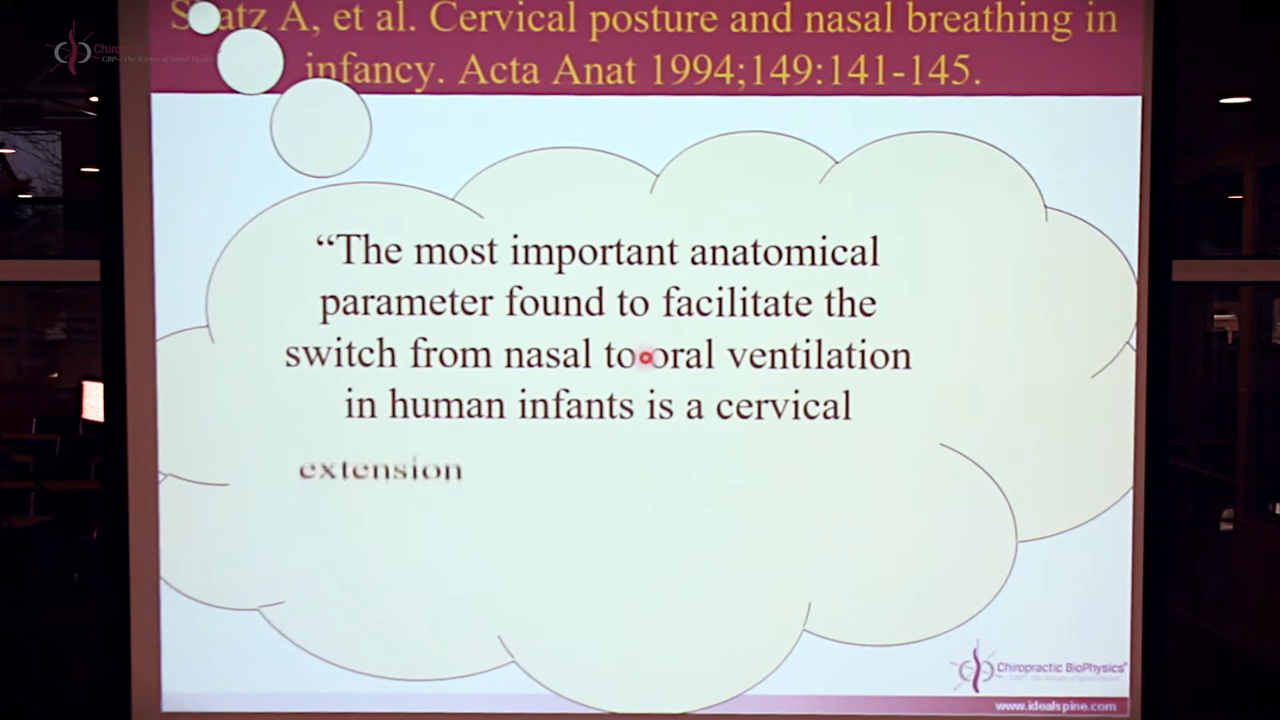 A, et al. Cervical posture and nasal breathing in
infancy. Acta Anat 1994;149:141-145.
“The most important anatomical
parameter found to facilitate the
switch from nasal to oral ventilation
in human infants is a cervical
extension
Chiropractic BioPhysics®
www.idealspine.com